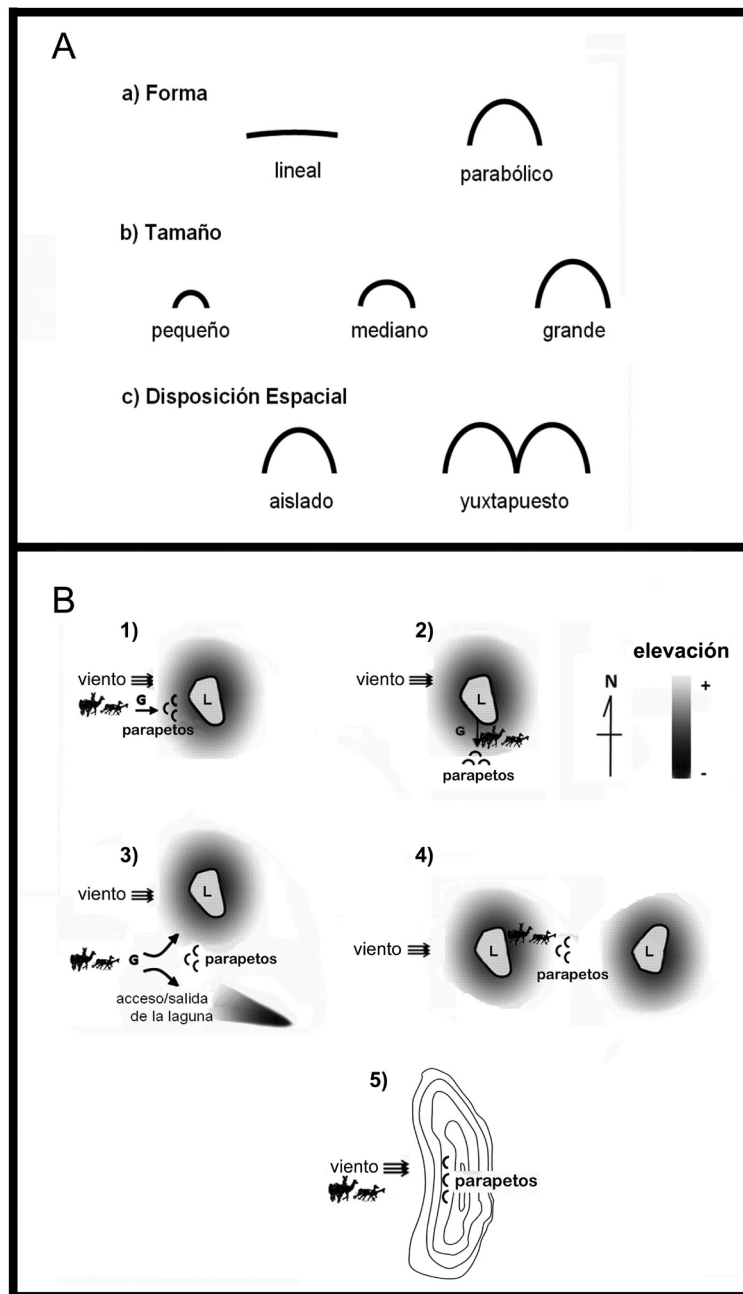 A
a) Forma
lineal
parabólico
b) Tamaño
pequeño
mediano
grande
c) Disposición Espacial
aislado
yuxtapuesto
B
1)
viento
G
L
parapetos
2)
viento
L
G
parapetos
N
elevación
+
-
3)
viento
L
G
parapetos
acceso/salida
de la laguna
4)
viento
L
parapetos
L
5)
viento
parapetos